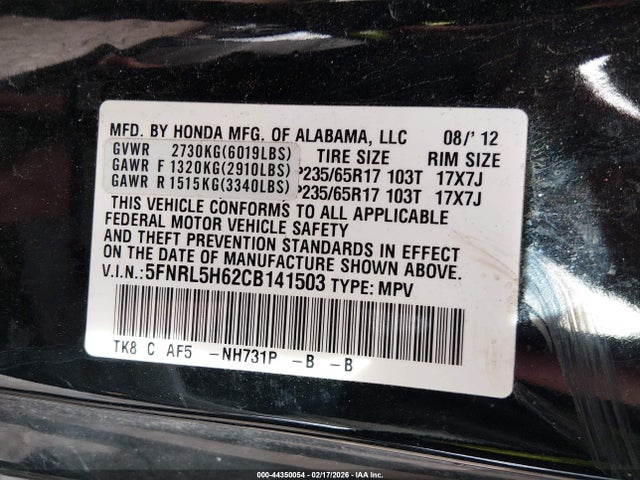 MFD. BY HONDA MFG. OF ALABAMA, LLC 08/'12
GVWR 2730KG(6019LBS) TIRE SIZE RIM SIZE
GAWR F 1320KG(2910LBS) P235/65R17 103T 17X7J
GAWR R 1515KG(3340LBS) P235/65R17 103T 17X7J
THIS VEHICLE CONFORMS TO ALL APPLICABLE
FEDERAL MOTOR VEHICLE SAFETY
AND THEFT PREVENTION STANDARDS IN EFFECT
ON THE DATE OF MANUFACTURE SHOWN ABOVE.
V.I.N.: 5FNRL5H62CB141503 TYPE: MPV
TK8 C AF5 -NH731P -B -B
000-44350054 - 02/17/2026 - IAA Inc.